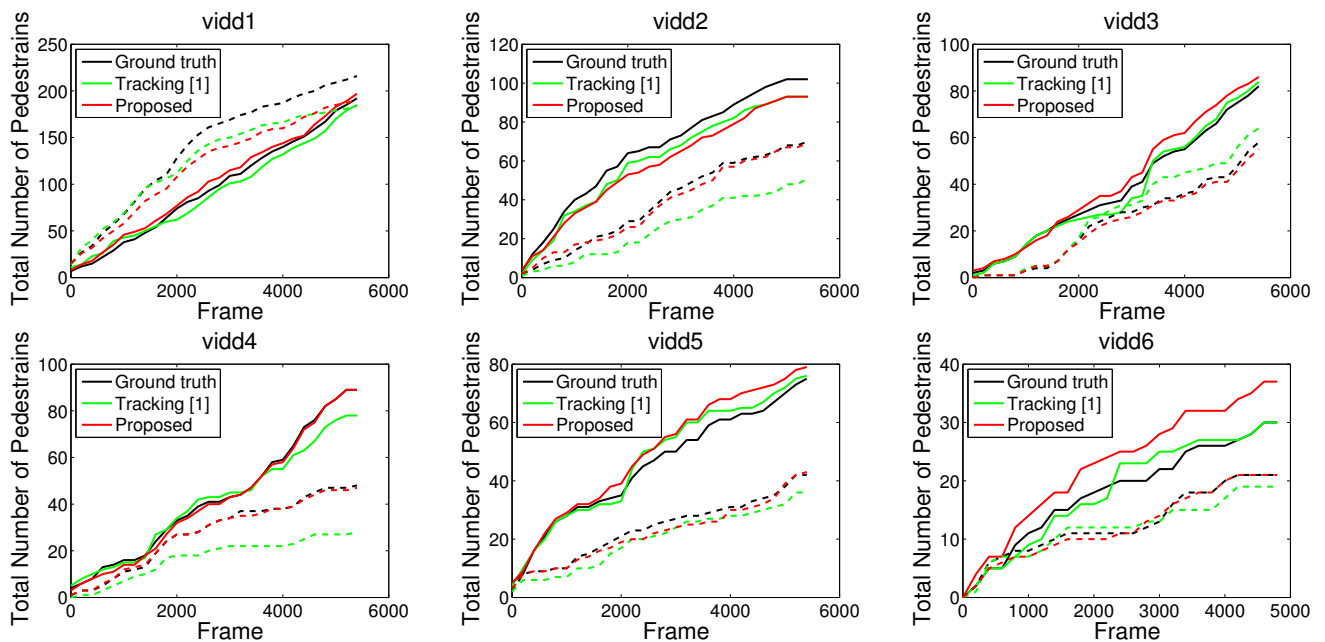 vidd1
Total Number of Pedestrains
250
200
150
100
50
0
Ground truth
Tracking [1]
Proposed
0 2000 4000 6000
Frame
vidd2
Total Number of Pedestrains
120
100
80
60
40
20
0
Ground truth
Tracking [1]
Proposed
0 2000 4000 6000
Frame
vidd3
Total Number of Pedestrains
100
80
60
40
20
0
Ground truth
Tracking [1]
Proposed
0 2000 4000 6000
Frame
vidd4
Total Number of Pedestrains
100
80
60
40
20
0
Ground truth
Tracking [1]
Proposed
0 2000 4000 6000
Frame
vidd5
Total Number of Pedestrains
80
60
40
20
0
Ground truth
Tracking [1]
Proposed
0 2000 4000 6000
Frame
vidd6
Total Number of Pedestrains
40
30
20
10
0
Ground truth
Tracking [1]
Proposed
0 1000 2000 3000 4000 5000
Frame